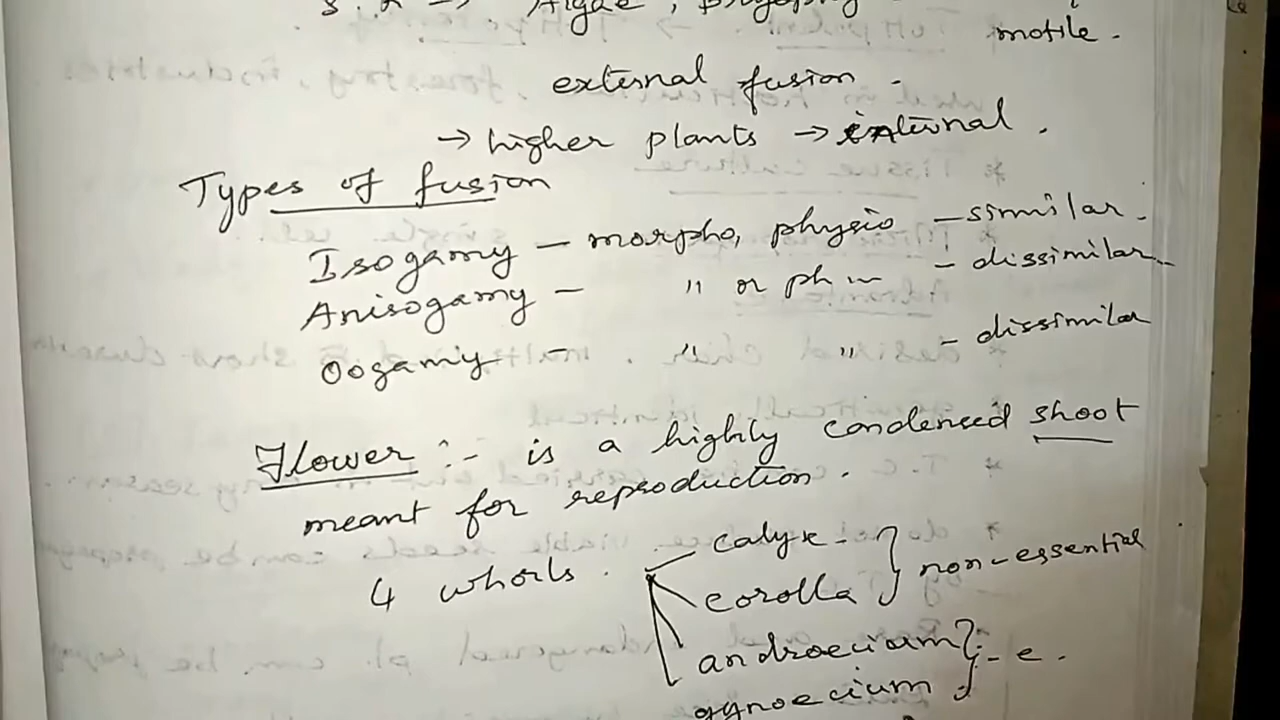 S.R → Algae,
motile.
external fusion.
→ higher plants → internal.
Types of fusion
Isogamy - morpho, physio - similar.
Anisogamy - " or ph - dissimilar
Oogamy - " " - dissimilar
Flower :- is a highly condensed shoot
meant for reproduction.
4 whorls.
calyx -
corolla } non-essential
androecium } - e.
gynoecium